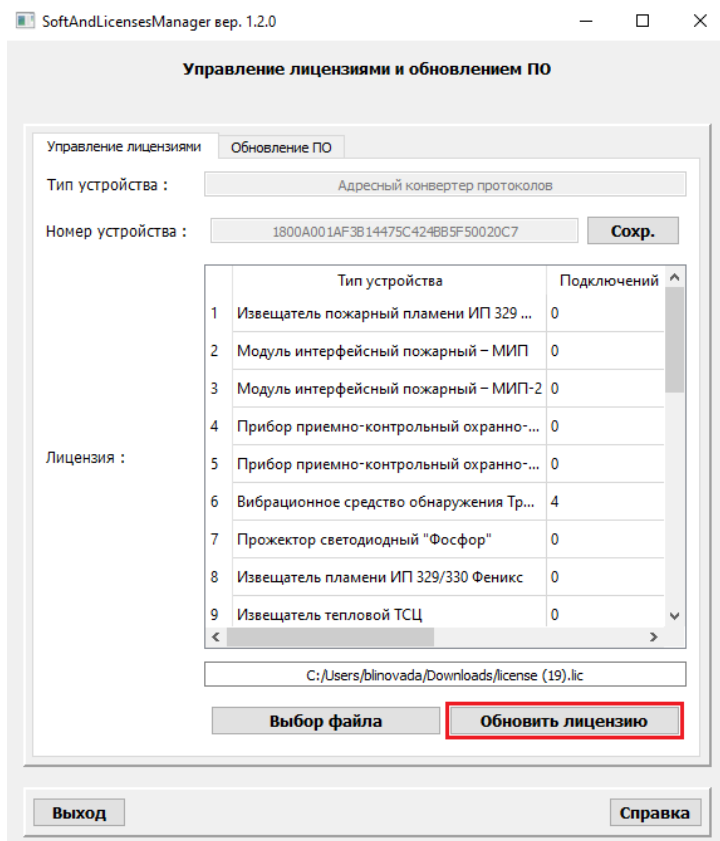 SoftAndLicensesManager вер. 1.2.0
Управление лицензиями и обновлением ПО
Управление лицензиями Обновление ПО
Тип устройства : Адресный конвертер протоколов
Номер устройства : 1800A001AF3B14475C424BB5F50020C7 Сохр.
Тип устройства Подключений
1 Извещатель пожарный пламени ИП 329 ... 0
2 Модуль интерфейсный пожарный – МИП 0
3 Модуль интерфейсный пожарный – МИП-2 0
4 Прибор приемно-контрольный охранно-... 0
Лицензия :
5 Прибор приемно-контрольный охранно-... 0
6 Вибрационное средство обнаружения Тр... 4
7 Прожектор светодиодный "Фосфор" 0
8 Извещатель пламени ИП 329/330 Феникс 0
9 Извещатель тепловой ТСЦ 0
C:/Users/blinovada/Downloads/license (19).lic
Выбор файла Обновить лицензию
Выход Справка